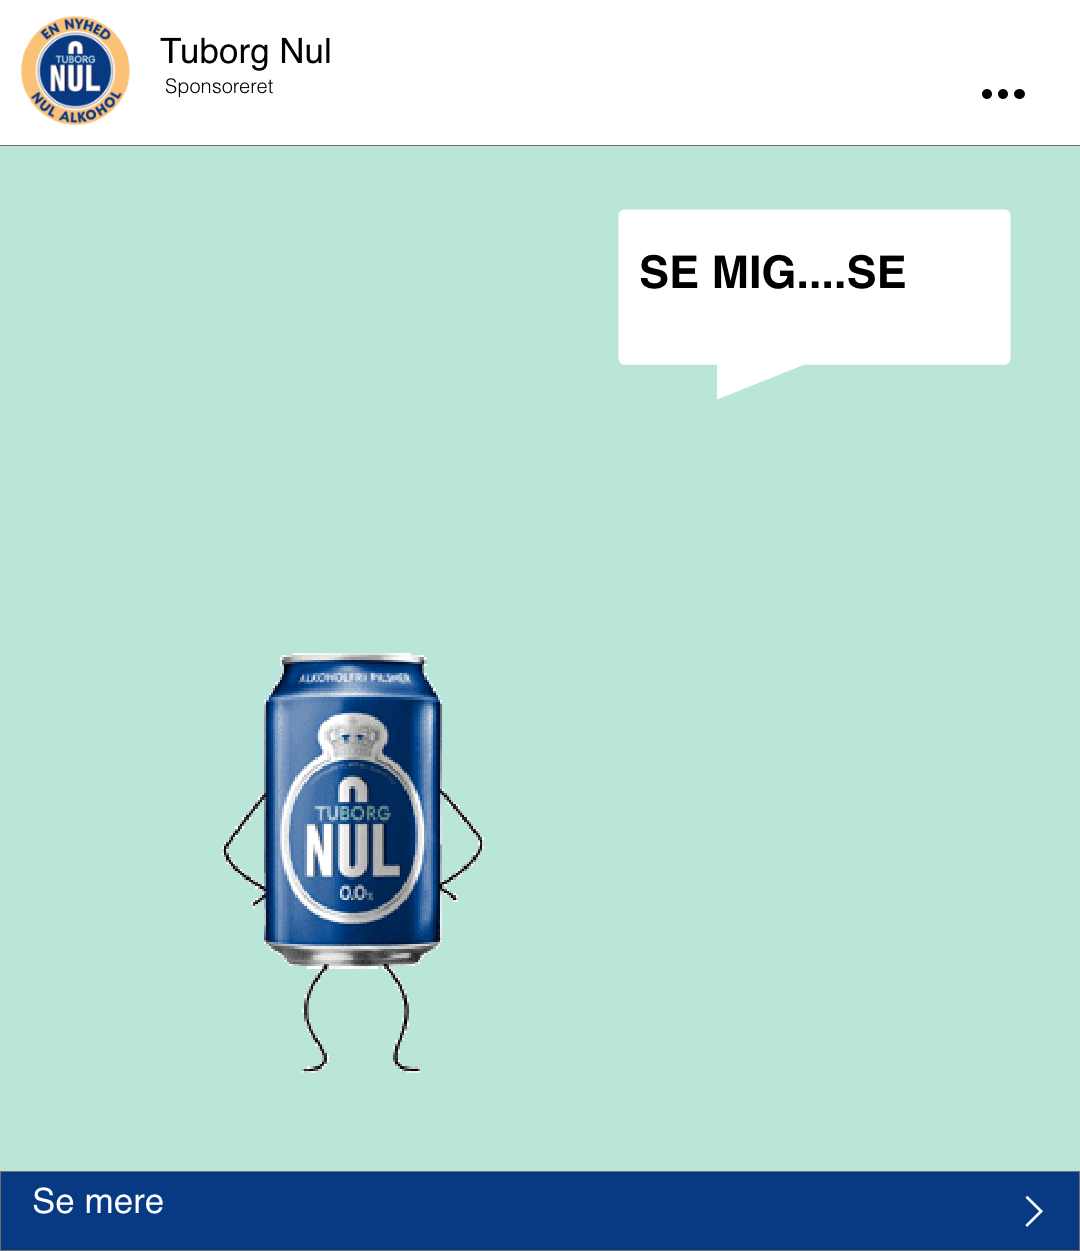 EN NYHED
TUBORG
NUL
NUL ALKOHOL
Tuborg Nul
Sponsoreret
SE MIG....SE
ALKOHOLFRI PILSNER
TUBORG
NUL
0.0%
Se mere